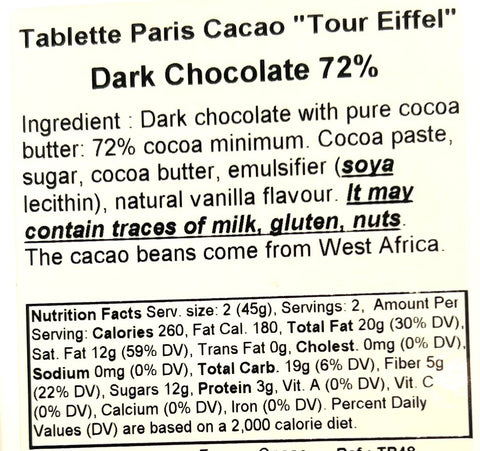 Tablette Paris Cacao "Tour Eiffel"
Dark Chocolate 72%
Ingredient : Dark chocolate with pure cocoa
butter: 72% cocoa minimum. Cocoa paste,
sugar, cocoa butter, emulsifier (soya
lecithin), natural vanilla flavour. It may
contain traces of milk, gluten, nuts.
The cacao beans come from West Africa.
Nutrition Facts Serv. size: 2 (45g), Servings: 2, Amount Per
Serving: Calories 260, Fat Cal. 180, Total Fat 20g (30% DV),
Sat. Fat 12g (59% DV), Trans Fat 0g, Cholest. 0mg (0% DV),
Sodium 0mg (0% DV), Total Carb. 19g (6% DV), Fiber 5g
(22% DV), Sugars 12g, Protein 3g, Vit. A (0% DV), Vit. C
(0% DV), Calcium (0% DV), Iron (0% DV). Percent Daily
Values (DV) are based on a 2,000 calorie diet.